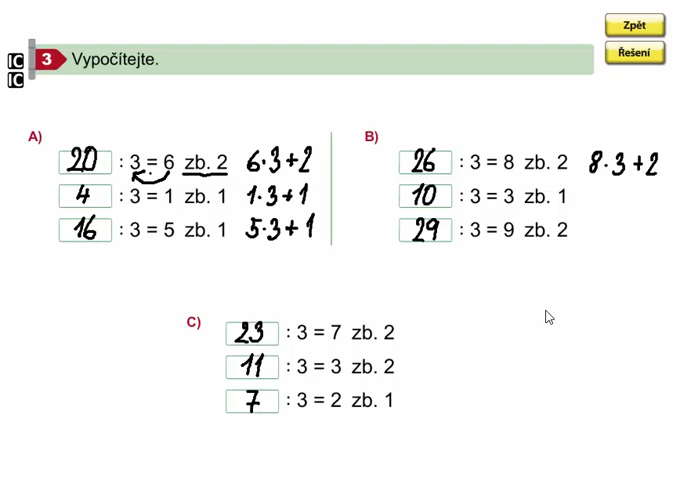 Zpět
Řešení
IC
IC
3 Vypočítejte.
A)
20 : 3 = 6 zb. 2 6·3+2
4 : 3 = 1 zb. 1 1·3+1
16 : 3 = 5 zb. 1 5·3+1
B)
26 : 3 = 8 zb. 2 8·3+2
10 : 3 = 3 zb. 1
29 : 3 = 9 zb. 2
C)
23 : 3 = 7 zb. 2
11 : 3 = 3 zb. 2
7 : 3 = 2 zb. 1